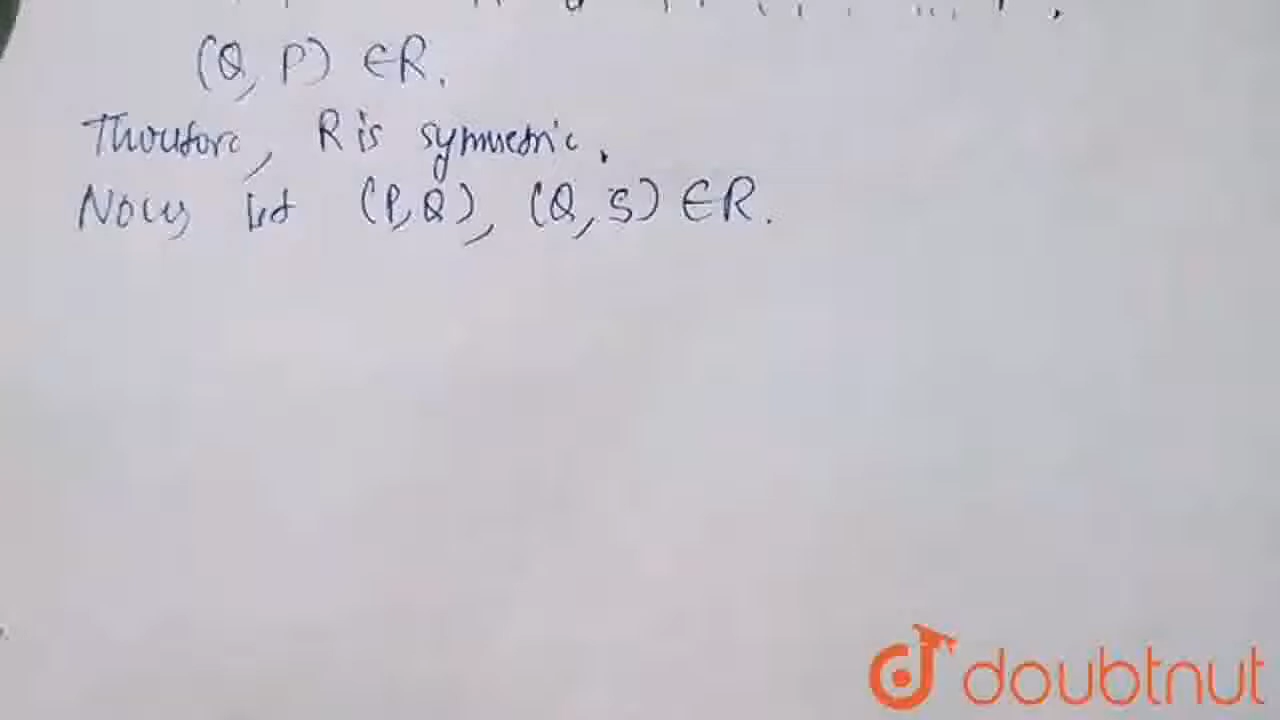 (Q, P) ∈R.
Therefore, R is symmetric.
Now, let (P,Q), (Q, S) ∈R.
doubtnut